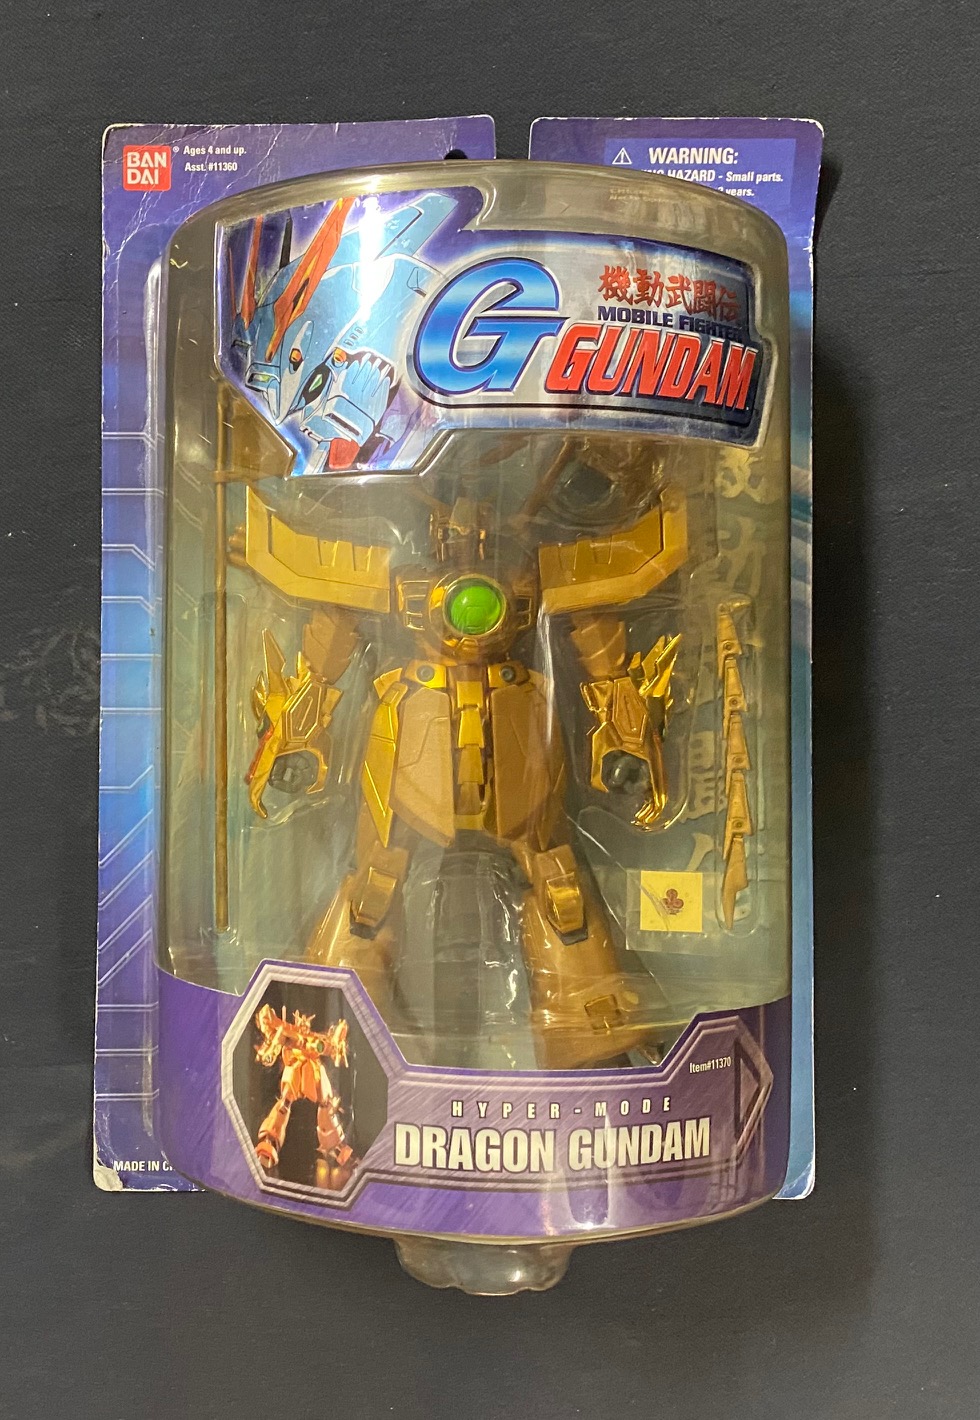 BAN
DAI
®
Ages 4 and up.
Asst. #11360
WARNING:
HAZARD - Small parts.
years.
機動武闘伝
MOBILE FIGHTER
G
GUNDAM
Item#11370
HYPER-MODE
DRAGON GUNDAM
MADE IN